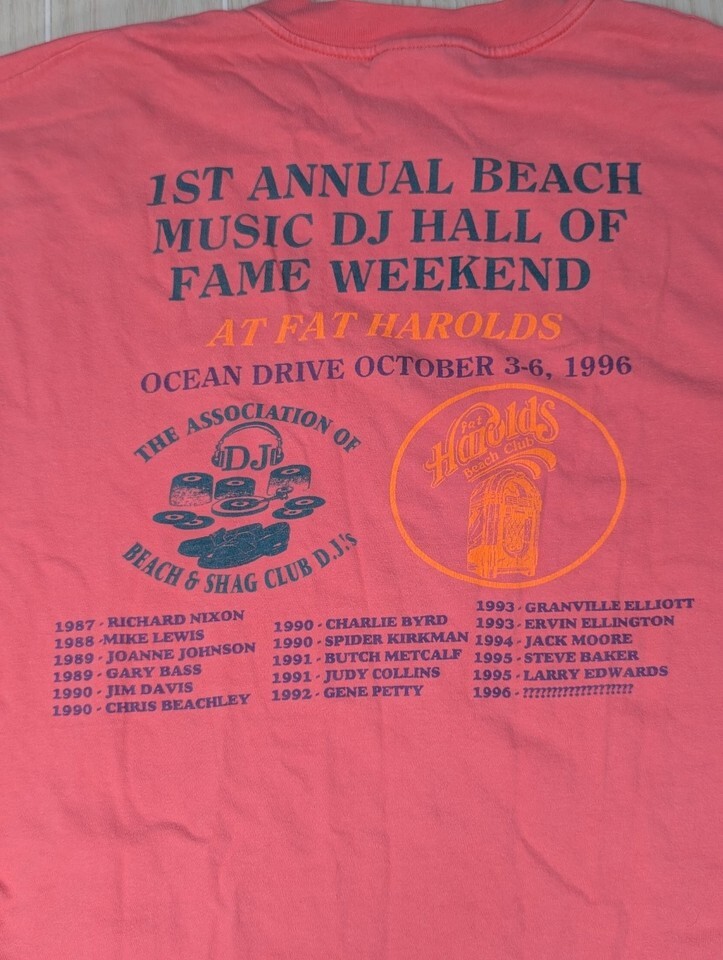 1ST ANNUAL BEACH
MUSIC DJ HALL OF
FAME WEEKEND
AT FAT HAROLDS
OCEAN DRIVE OCTOBER 3-6, 1996
THE ASSOCIATION OF
DJ
BEACH & SHAG CLUB D.J.'s
Fat
Harolds
Beach Club
1987 - RICHARD NIXON
1988 - MIKE LEWIS
1989 - JOANNE JOHNSON
1989 - GARY BASS
1990 - JIM DAVIS
1990 - CHRIS BEACHLEY
1990 - CHARLIE BYRD
1990 - SPIDER KIRKMAN
1991 - BUTCH METCALF
1991 - JUDY COLLINS
1992 - GENE PETTY
1993 - GRANVILLE ELLIOTT
1993 - ERVIN ELLINGTON
1994 - JACK MOORE
1995 - STEVE BAKER
1995 - LARRY EDWARDS
1996 - ???????????????????